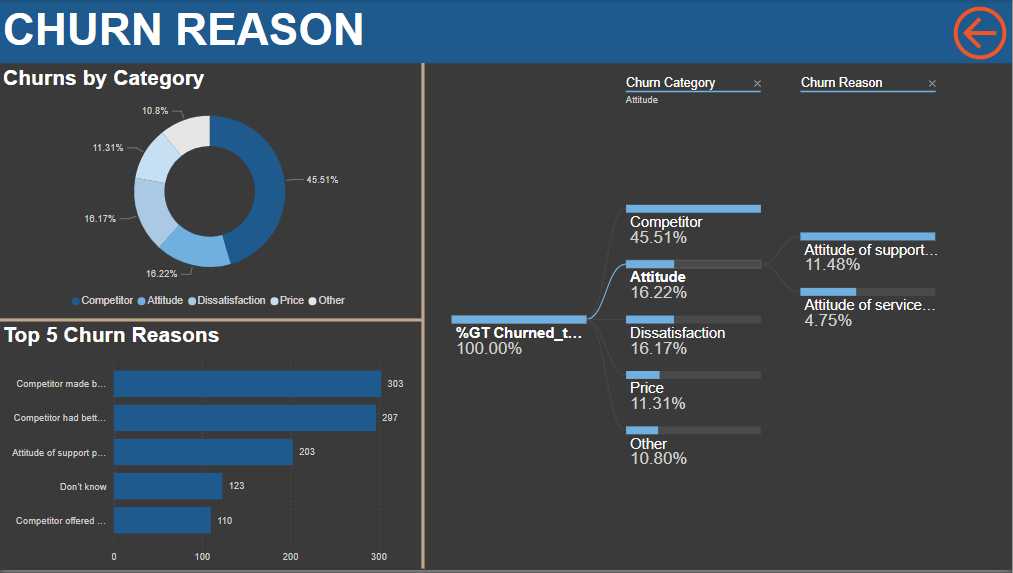 CHURN REASON
Churns by Category
10.8%
11.31%
45.51%
16.17%
16.22%
Competitor Attitude Dissatisfaction Price Other
Top 5 Churn Reasons
Competitor made b... 303
Competitor had bett... 297
Attitude of support p... 203
Don't know 123
Competitor offered ... 110
0 100 200 300
Churn Category × Churn Reason ×
Attitude
%GT Churned_t...
100.00%
Competitor
45.51%
Attitude
16.22%
Dissatisfaction
16.17%
Price
11.31%
Other
10.80%
Attitude of support...
11.48%
Attitude of service...
4.75%